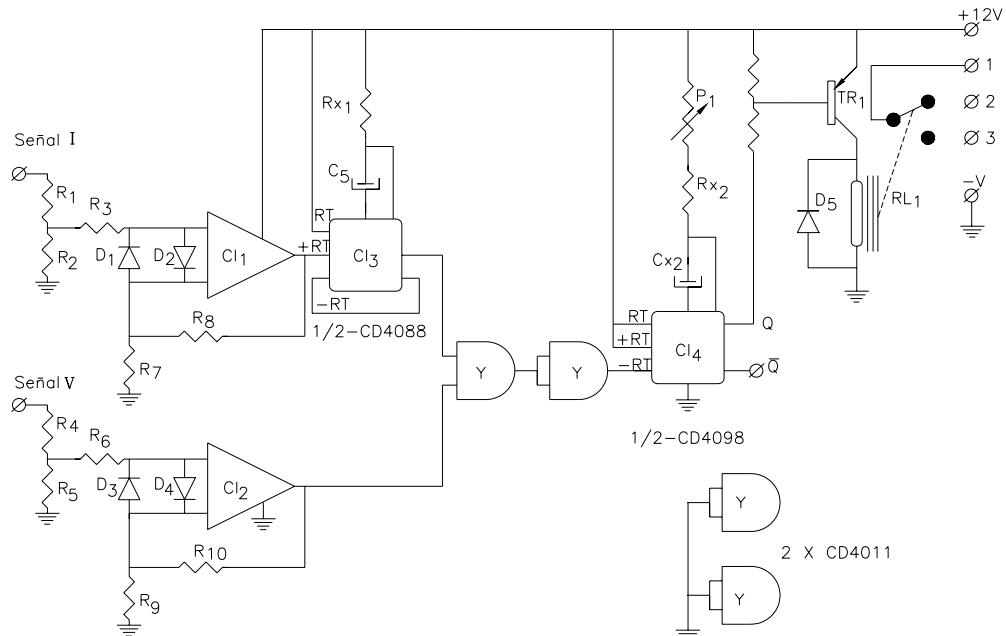 +12V
1
2
3
-V
Señal I
R1
R2
R3
D1
D2
CI1
R8
R7
Rx1
C5
RT
+RT
CI3
-RT
1/2-CD4088
P1
Rx2
Cx2
RT
+RT
-RT
CI4
Q
Q̅
1/2-CD4098
TR1
D5
RL1
Y
Y
Señal V
R4
R5
R6
D3
D4
CI2
R10
R9
Y
2 X CD4011
Y